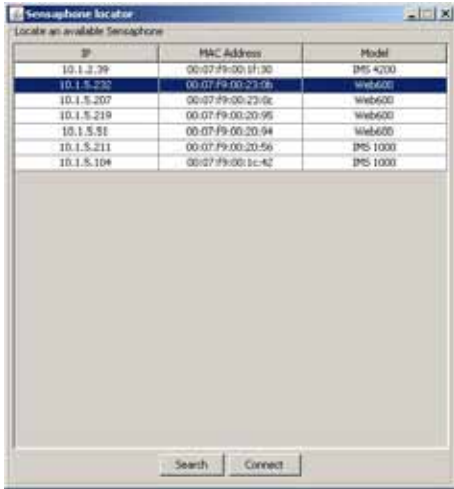 Sensaphone locator
Locate an available Sensaphone
IP MAC Address Model
10.1.2.39 00:07:f9:00:1f:30 IMS 4200
10.1.5.232 00:07:f9:00:23:0b Web600
10.1.5.207 00:07:f9:00:23:0c Web600
10.1.5.219 00:07:f9:00:20:95 Web600
10.1.5.51 00:07:f9:00:20:94 Web600
10.1.5.211 00:07:f9:00:20:56 IMS 1000
10.1.5.104 00:07:f9:00:1c:42 IMS 1000
Search Connect